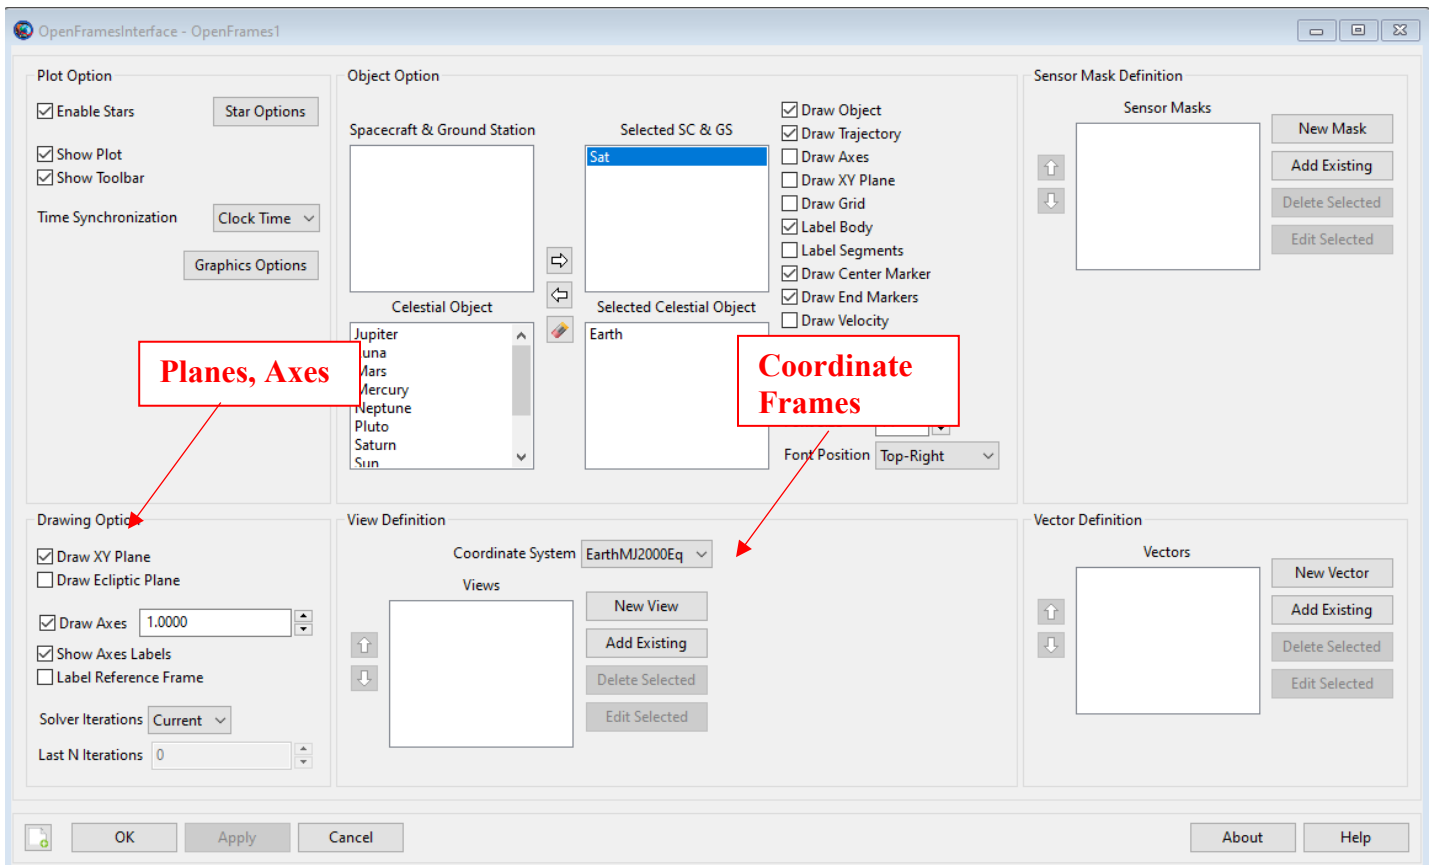 OpenFramesInterface - OpenFrames1
Plot Option
Enable Stars
Star Options
Show Plot
Show Toolbar
Time Synchronization
Clock Time
Graphics Options
Object Option
Spacecraft & Ground Station
Selected SC & GS
Sat
Celestial Object
Jupiter
Luna
Mars
Mercury
Neptune
Pluto
Saturn
Sun
Selected Celestial Object
Earth
Draw Object
Draw Trajectory
Draw Axes
Draw XY Plane
Draw Grid
Label Body
Label Segments
Draw Center Marker
Draw End Markers
Draw Velocity
Font Position
Top-Right
Sensor Mask Definition
Sensor Masks
New Mask
Add Existing
Delete Selected
Edit Selected
Planes, Axes
Coordinate
Frames
Drawing Option
Draw XY Plane
Draw Ecliptic Plane
Draw Axes
1.0000
Show Axes Labels
Label Reference Frame
Solver Iterations
Current
Last N Iterations
0
View Definition
Coordinate System
EarthMJ2000Eq
Views
New View
Add Existing
Delete Selected
Edit Selected
Vector Definition
Vectors
New Vector
Add Existing
Delete Selected
Edit Selected
OK
Apply
Cancel
About
Help